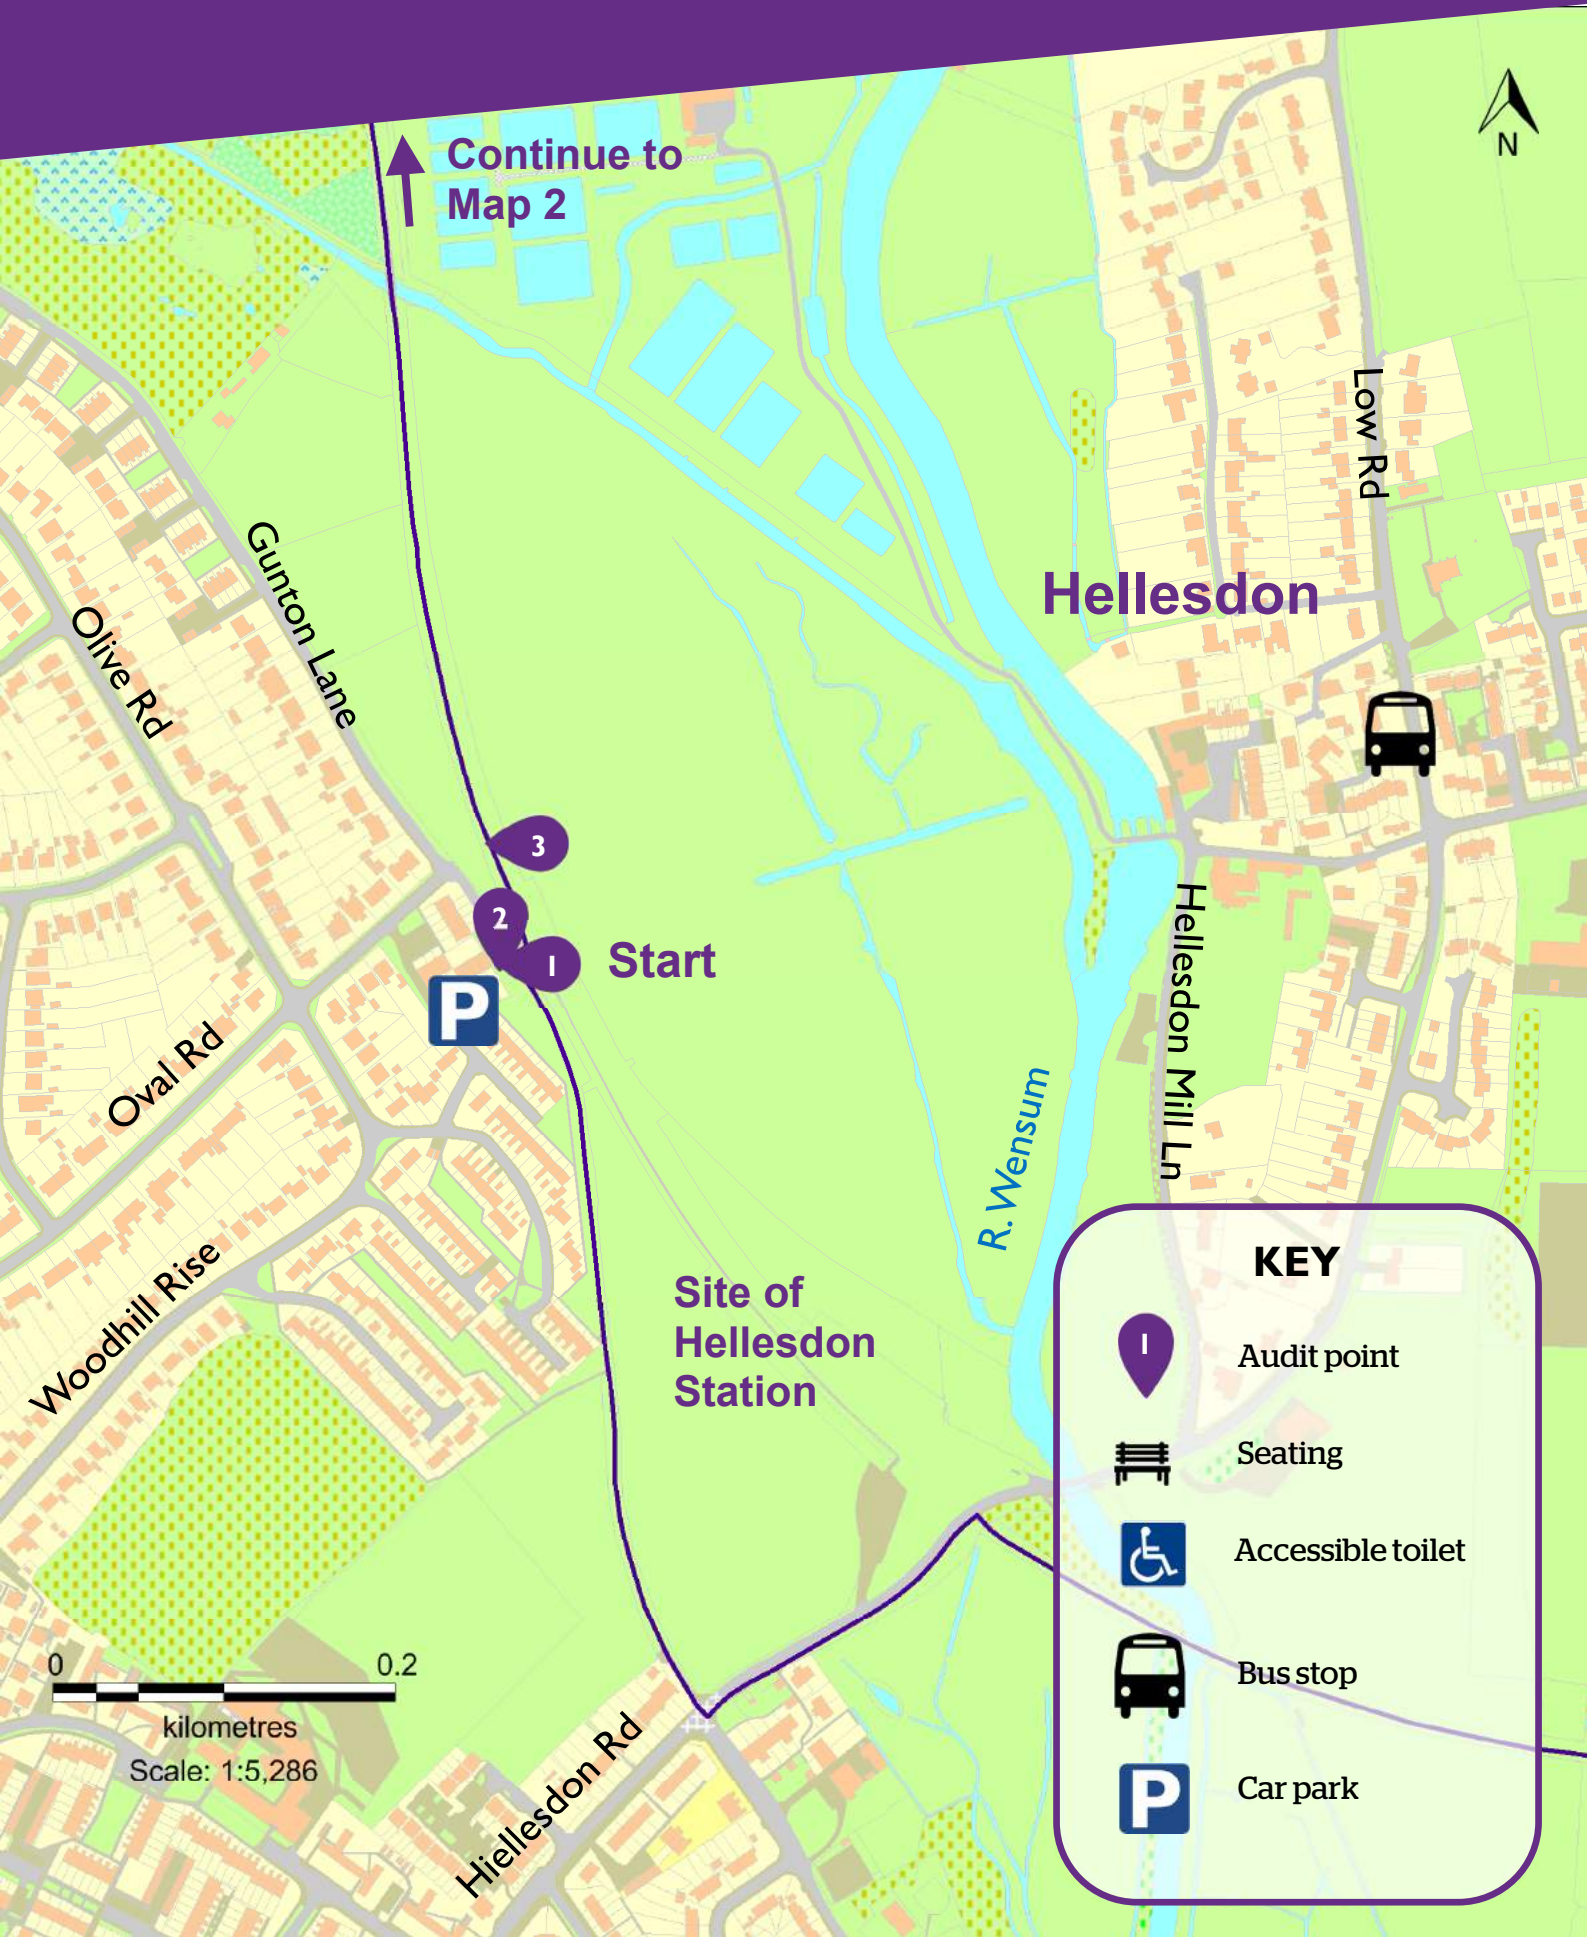 Continue to
Map 2
N
Low Rd
Hellesdon
Gunton Lane
Olive Rd
3
2
1
Start
P
Hellesdon Mill Ln
Oval Rd
R. Wensum
Woodhill Rise
Site of
Hellesdon
Station
0 0.2
kilometres
Scale: 1:5,286
Hiellesdon Rd
KEY
1 Audit point
Seating
Accessible toilet
Bus stop
P Car park